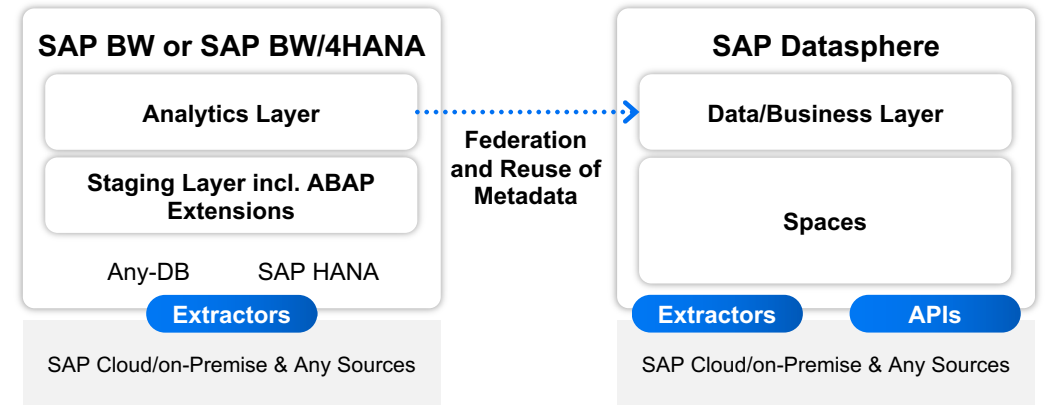 SAP BW or SAP BW/4HANA
Analytics Layer
Staging Layer incl. ABAP
Extensions
Any-DB SAP HANA
Extractors
SAP Cloud/on-Premise & Any Sources
Federation
and Reuse of
Metadata
SAP Datasphere
Data/Business Layer
Spaces
Extractors APIs
SAP Cloud/on-Premise & Any Sources